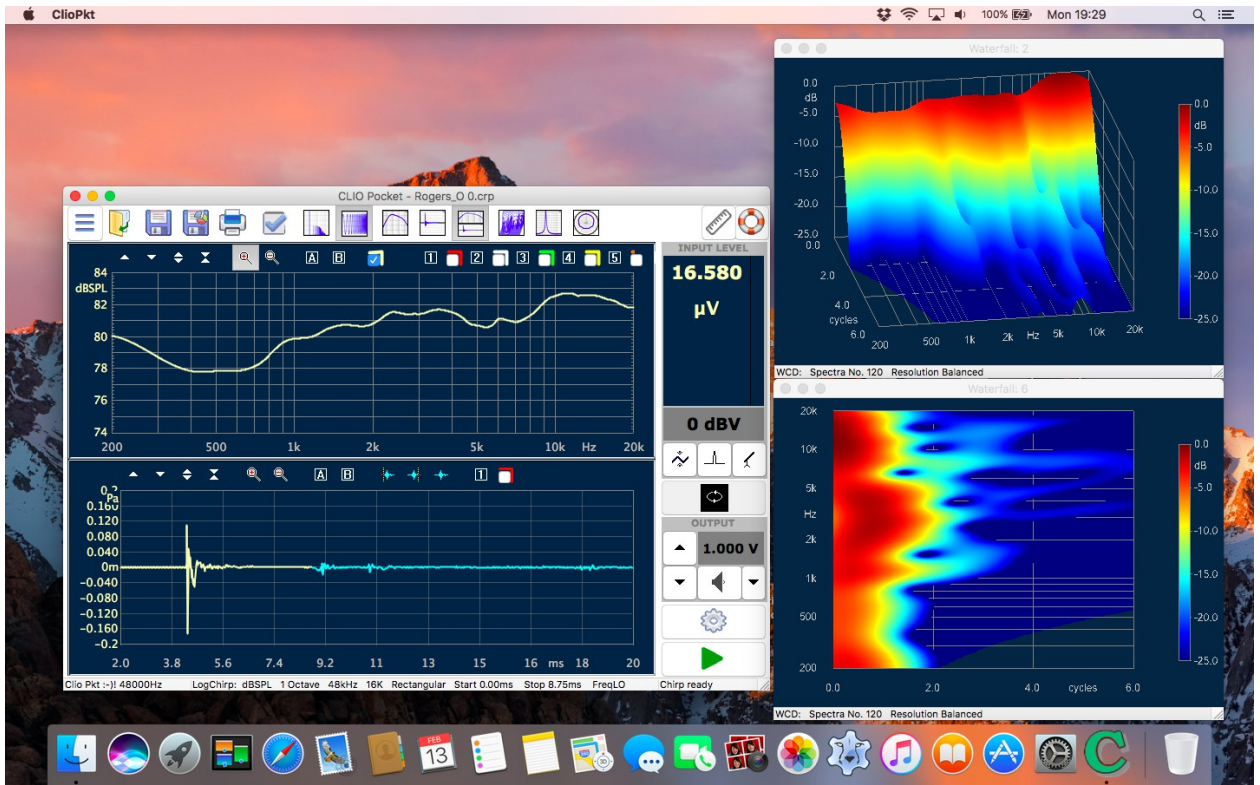 ClioPkt 100% Mon 19:29
Waterfall: 2
0.0
dB
-5.0
-10.0
-15.0
-20.0
-25.0
0.0
2.0
4.0
cycles
6.0
200 500 1k 2k Hz 5k 10k 20k
0.0
dB
-5.0
-10.0
-15.0
-20.0
-25.0
WCD: Spectra No. 120 Resolution Balanced
CLIO Pocket - Rogers_O 0.crp
A B 1 2 3 4 5
84
dBSPL
82
80
78
76
74
200 500 1k 2k 5k 10k Hz 20k
INPUT LEVEL
16.580
µV
0 dBV
OUTPUT
1.000 V
A B 1
0.2
Pa
0.160
0.120
0.080
0.040
0m
-0.040
-0.080
-0.120
-0.160
-0.2
2.0 3.8 5.6 7.4 9.2 11 13 15 16 ms 18 20
Clio Pkt :-)! 48000Hz LogChirp: dBSPL 1 Octave 48kHz 16K Rectangular Start 0.00ms Stop 8.75ms FreqLO Chirp ready
Waterfall: 6
20k
10k
5k
Hz
2k
1k
500
200
0.0 2.0 4.0 cycles 6.0
0.0
dB
-5.0
-10.0
-15.0
-20.0
-25.0
WCD: Spectra No. 120 Resolution Balanced
FEB
13
3D